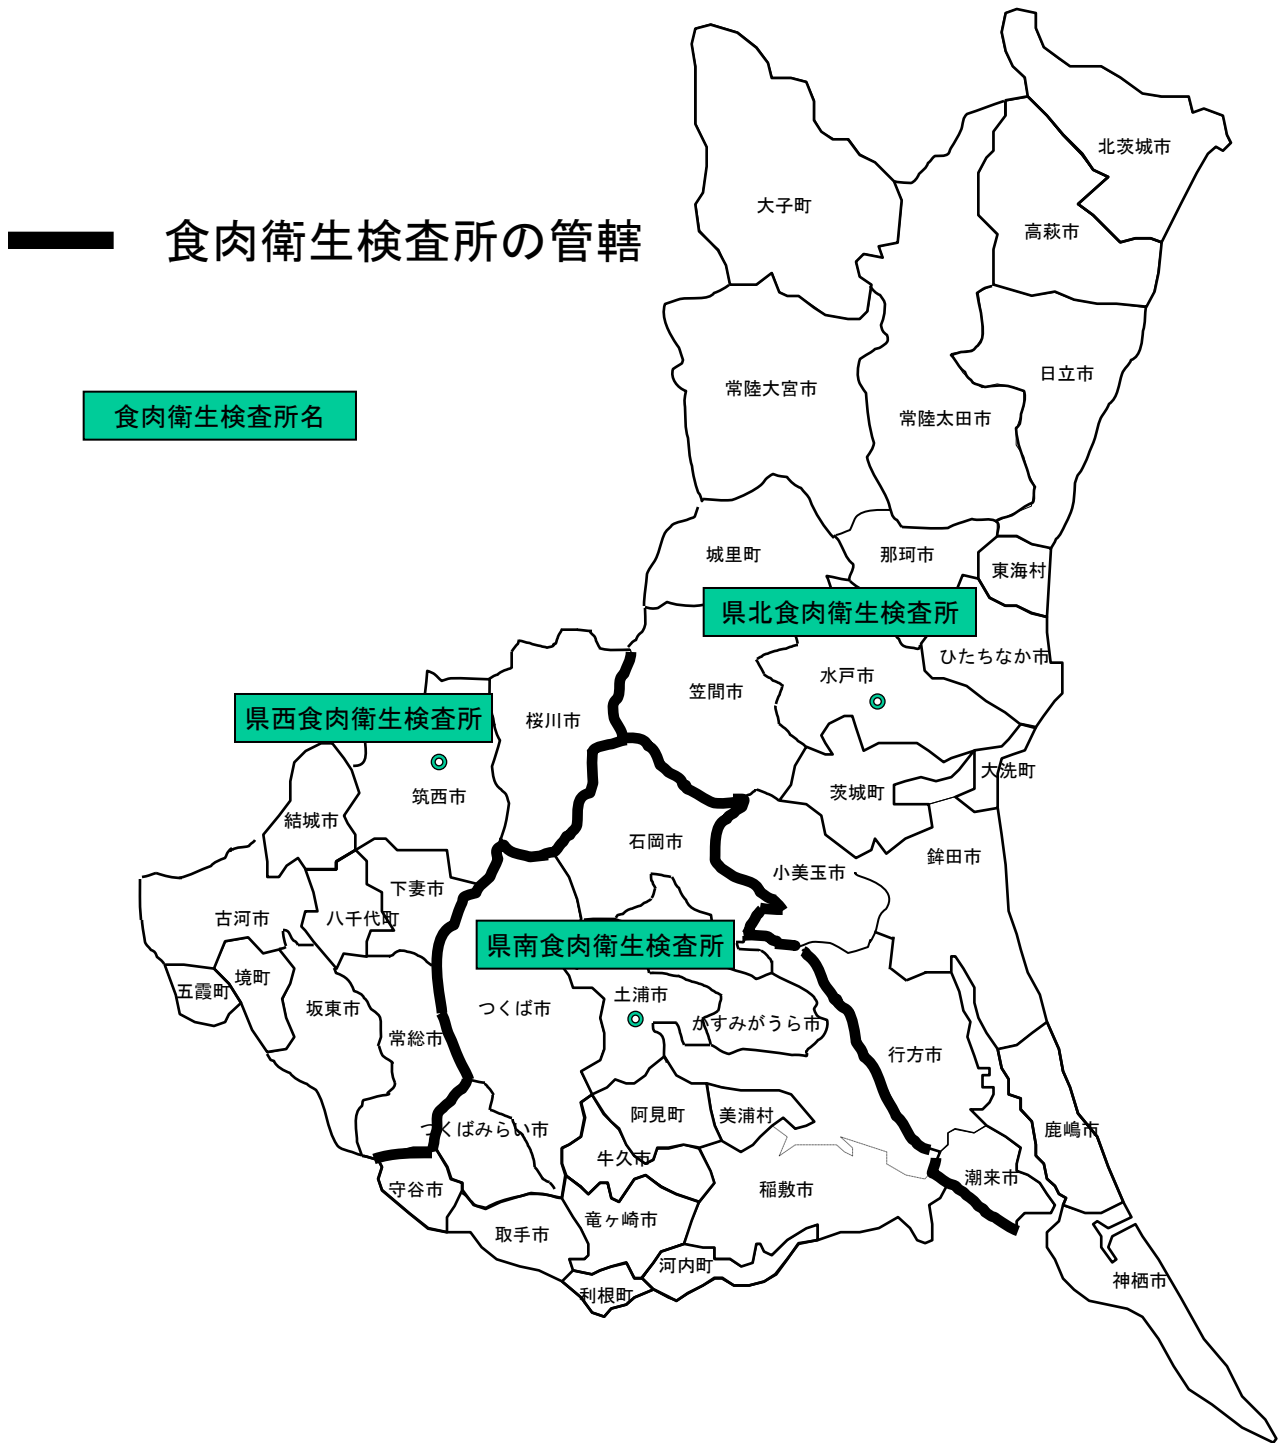 北茨城市
大子町
高萩市
食肉衛生検査所の管轄
日立市
常陸大宮市
食肉衛生検査所名
常陸太田市
城里町
那珂市
東海村
県北食肉衛生検査所
ひたちなか市
水戸市
笠間市
県西食肉衛生検査所
桜川市
大洗町
茨城町
筑西市
結城市
石岡市
鉾田市
小美玉市
下妻市
古河市
八千代町
県南食肉衛生検査所
境町
五霞町
土浦市
坂東市
つくば市
かすみがうら市
常総市
行方市
阿見町
美浦村
つくばみらい市
鹿嶋市
牛久市
潮来市
守谷市
稲敷市
竜ヶ崎市
取手市
河内町
神栖市
利根町